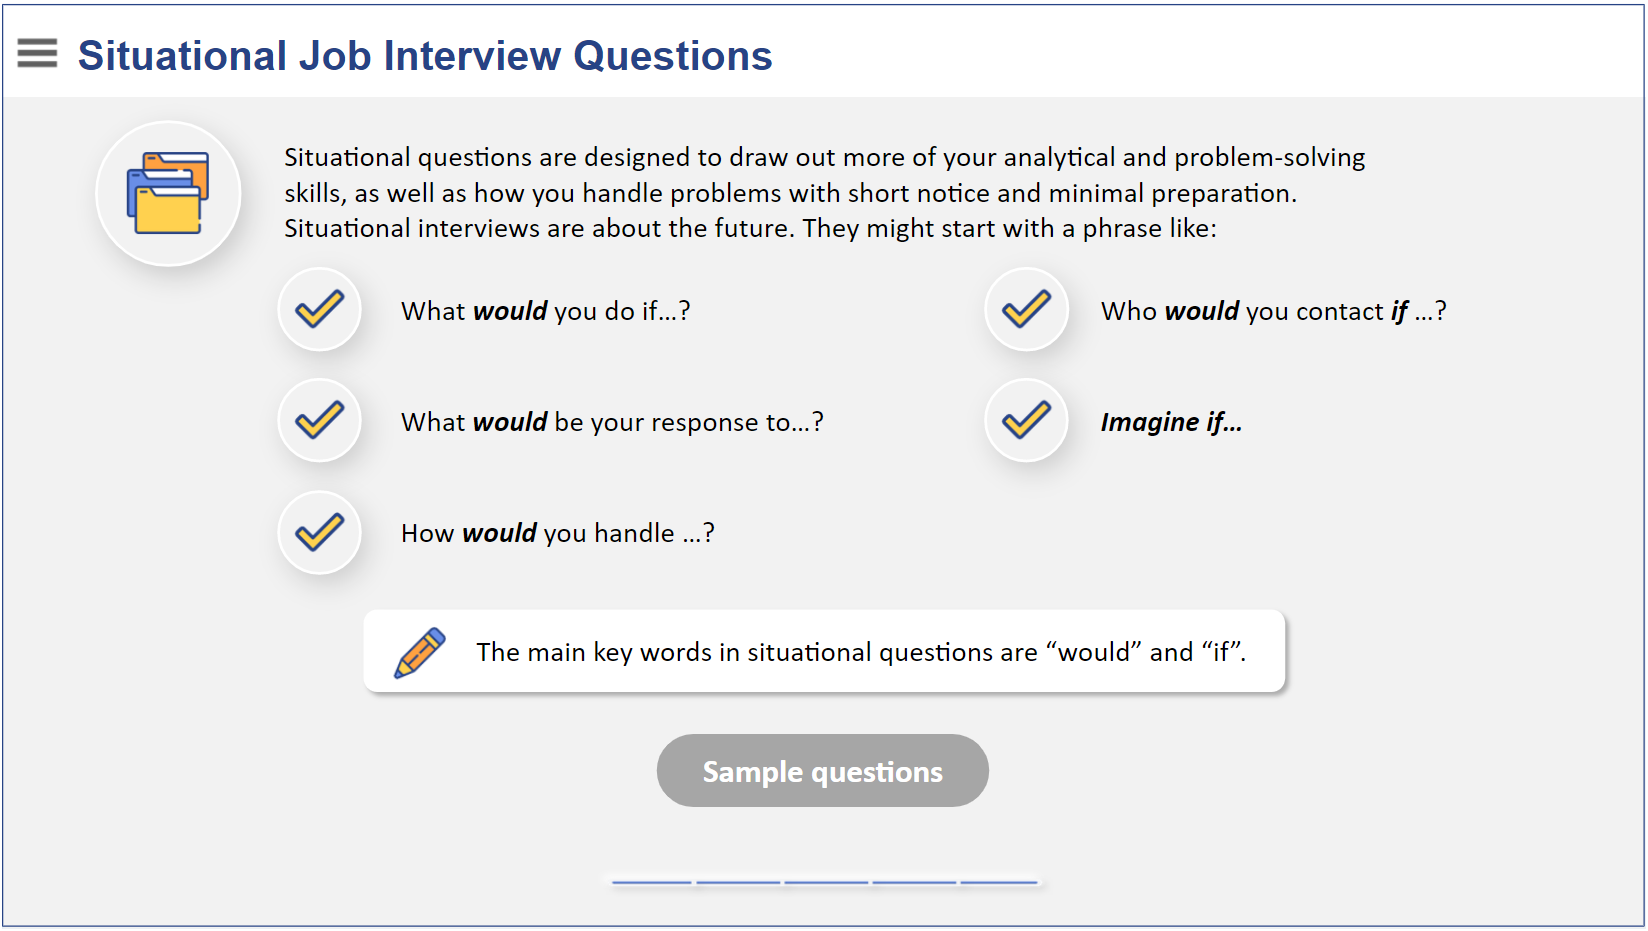 Situational Job Interview Questions
Situational questions are designed to draw out more of your analytical and problem-solving
skills, as well as how you handle problems with short notice and minimal preparation.
Situational interviews are about the future. They might start with a phrase like:
What would you do if...?
What would be your response to...?
How would you handle ...?
Who would you contact if ...?
Imagine if...
The main key words in situational questions are “would” and “if”.
Sample questions